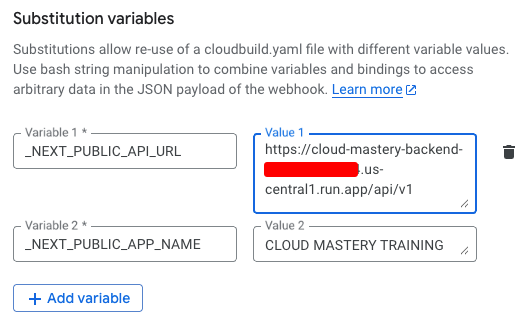 Substitution variables
Substitutions allow re-use of a cloudbuild.yaml file with different variable values.
Use bash string manipulation to combine variables and bindings to access
arbitrary data in the JSON payload of the webhook. Learn more
Variable 1 *
_NEXT_PUBLIC_API_URL
Value 1
https://cloud-mastery-backend-
.us-
central1.run.app/api/v1
Variable 2 *
_NEXT_PUBLIC_APP_NAME
Value 2
CLOUD MASTERY TRAINING
+ Add variable